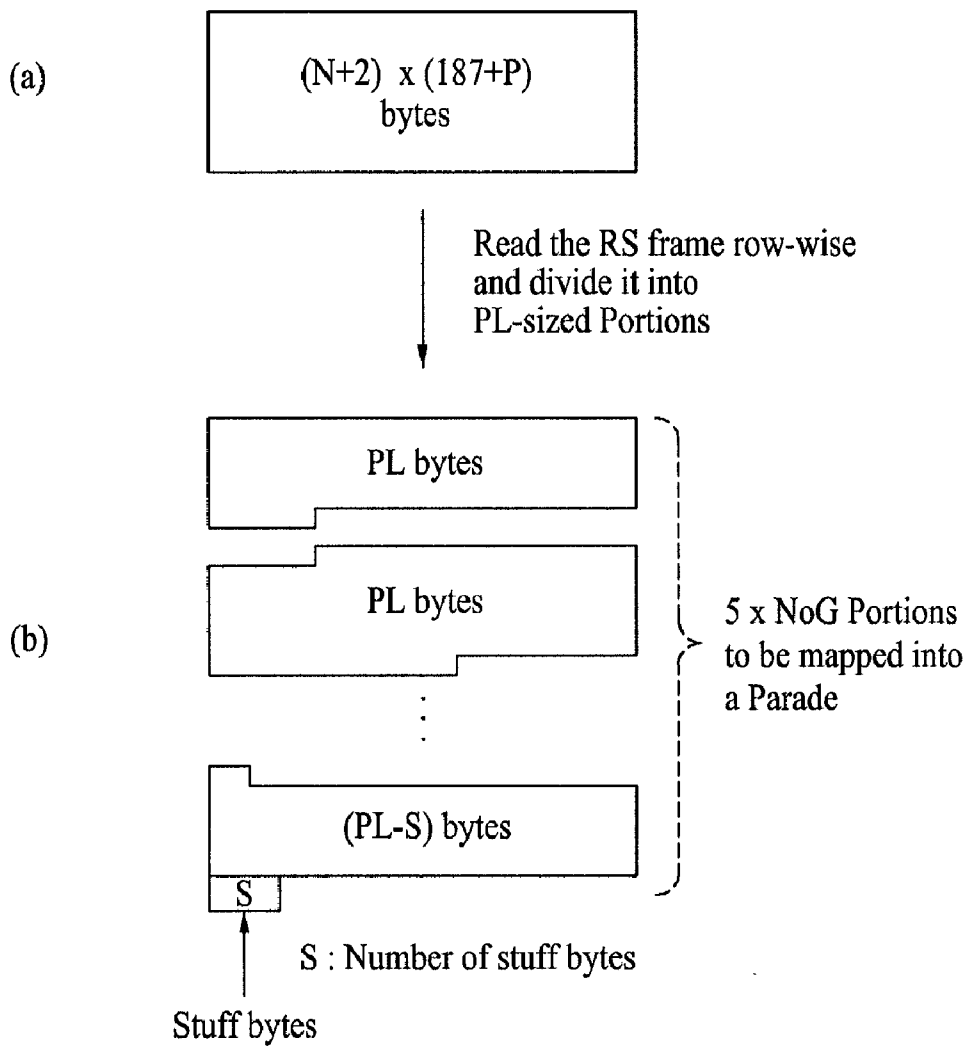 (a)
(N+2) x (187+P)
bytes
Read the RS frame row-wise
and divide it into
PL-sized Portions
PL bytes
PL bytes
(b)
5 x NoG Portions
to be mapped into
a Parade
(PL-S) bytes
S
S : Number of stuff bytes
Stuff bytes